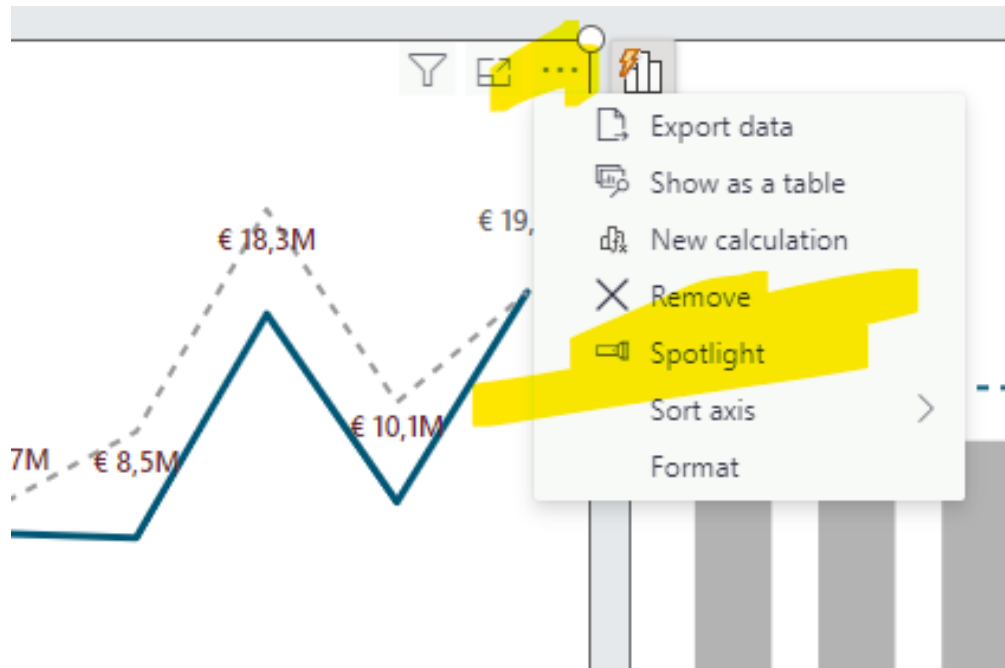 Export data
Show as a table
New calculation
Remove
Spotlight
Sort axis
Format
€ 18,3M
€ 19,
€ 10,1M
7M
€ 8,5M